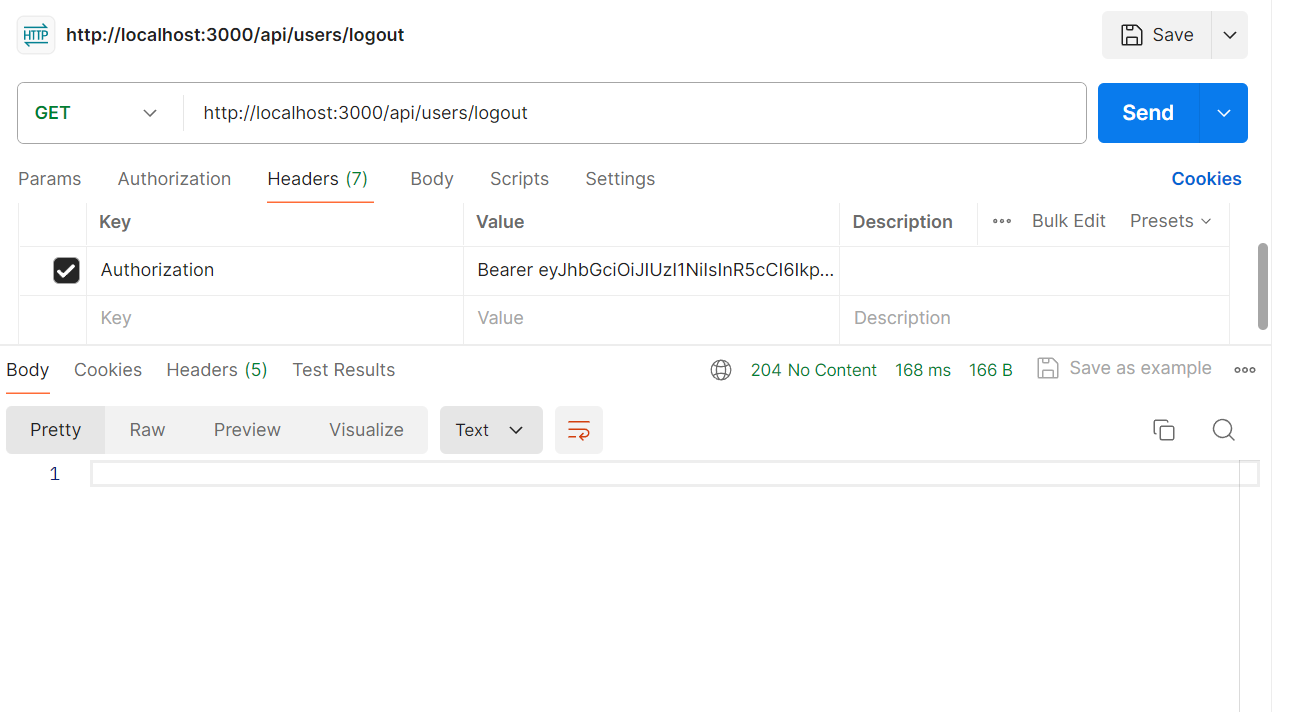 HTTP http://localhost:3000/api/users/logout Save
GET http://localhost:3000/api/users/logout Send
Params Authorization Headers (7) Body Scripts Settings Cookies
Key Value Description Bulk Edit Presets
Authorization Bearer eyJhbGciOiJIUzI1NiIsInR5cCI6Ikp...
Key Value Description
Body Cookies Headers (5) Test Results 204 No Content 168 ms 166 B Save as example
Pretty Raw Preview Visualize Text
1